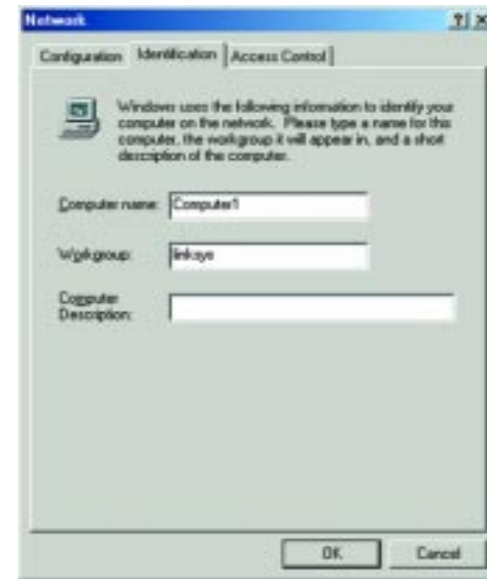 Network
Configuration Identification Access Control
Windows uses the following information to identify your
computer on the network. Please type a name for this
computer, the workgroup it will appear in, and a short
description of the computer.
Computer name: Computer1
Workgroup: linksys
Computer
Description:
OK Cancel